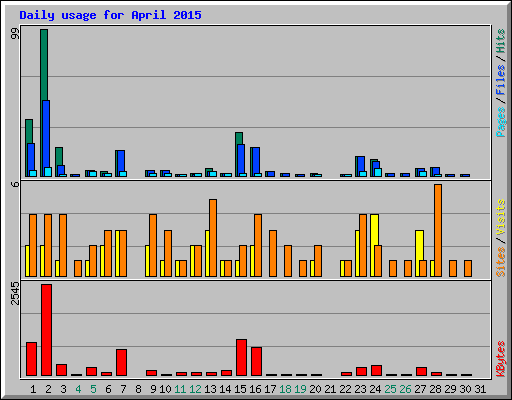 Daily usage for April 2015
99
Pages / Files / Hits
6
Sites / Visits
2545
KBytes
1 2 3 4 5 6 7 8 9 10 11 12 13 14 15 16 17 18 19 20 21 22 23 24 25 26 27 28 29 30 31